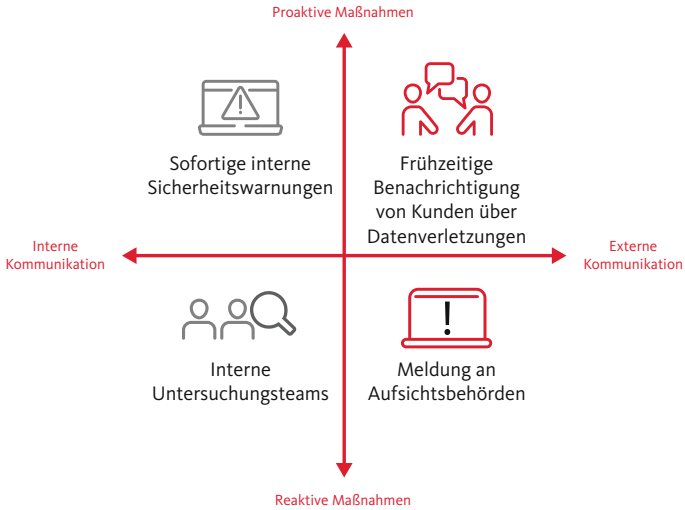 Proaktive Maßnahmen
Sofortige interne
Sicherheitswarnungen
Frühzeitige
Benachrichtigung
von Kunden über
Datenverletzungen
Interne
Kommunikation
Externe
Kommunikation
Interne
Untersuchungsteams
Meldung an
Aufsichtsbehörden
Reaktive Maßnahmen